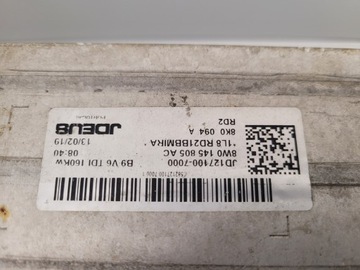 JDEUS
13/02/19
08:40
B9 V6 TDI 160kw
RD2
8K0 094 A
*1L8 RD21BBMIRA*
8W0 145 805 AC
JD127100-7000